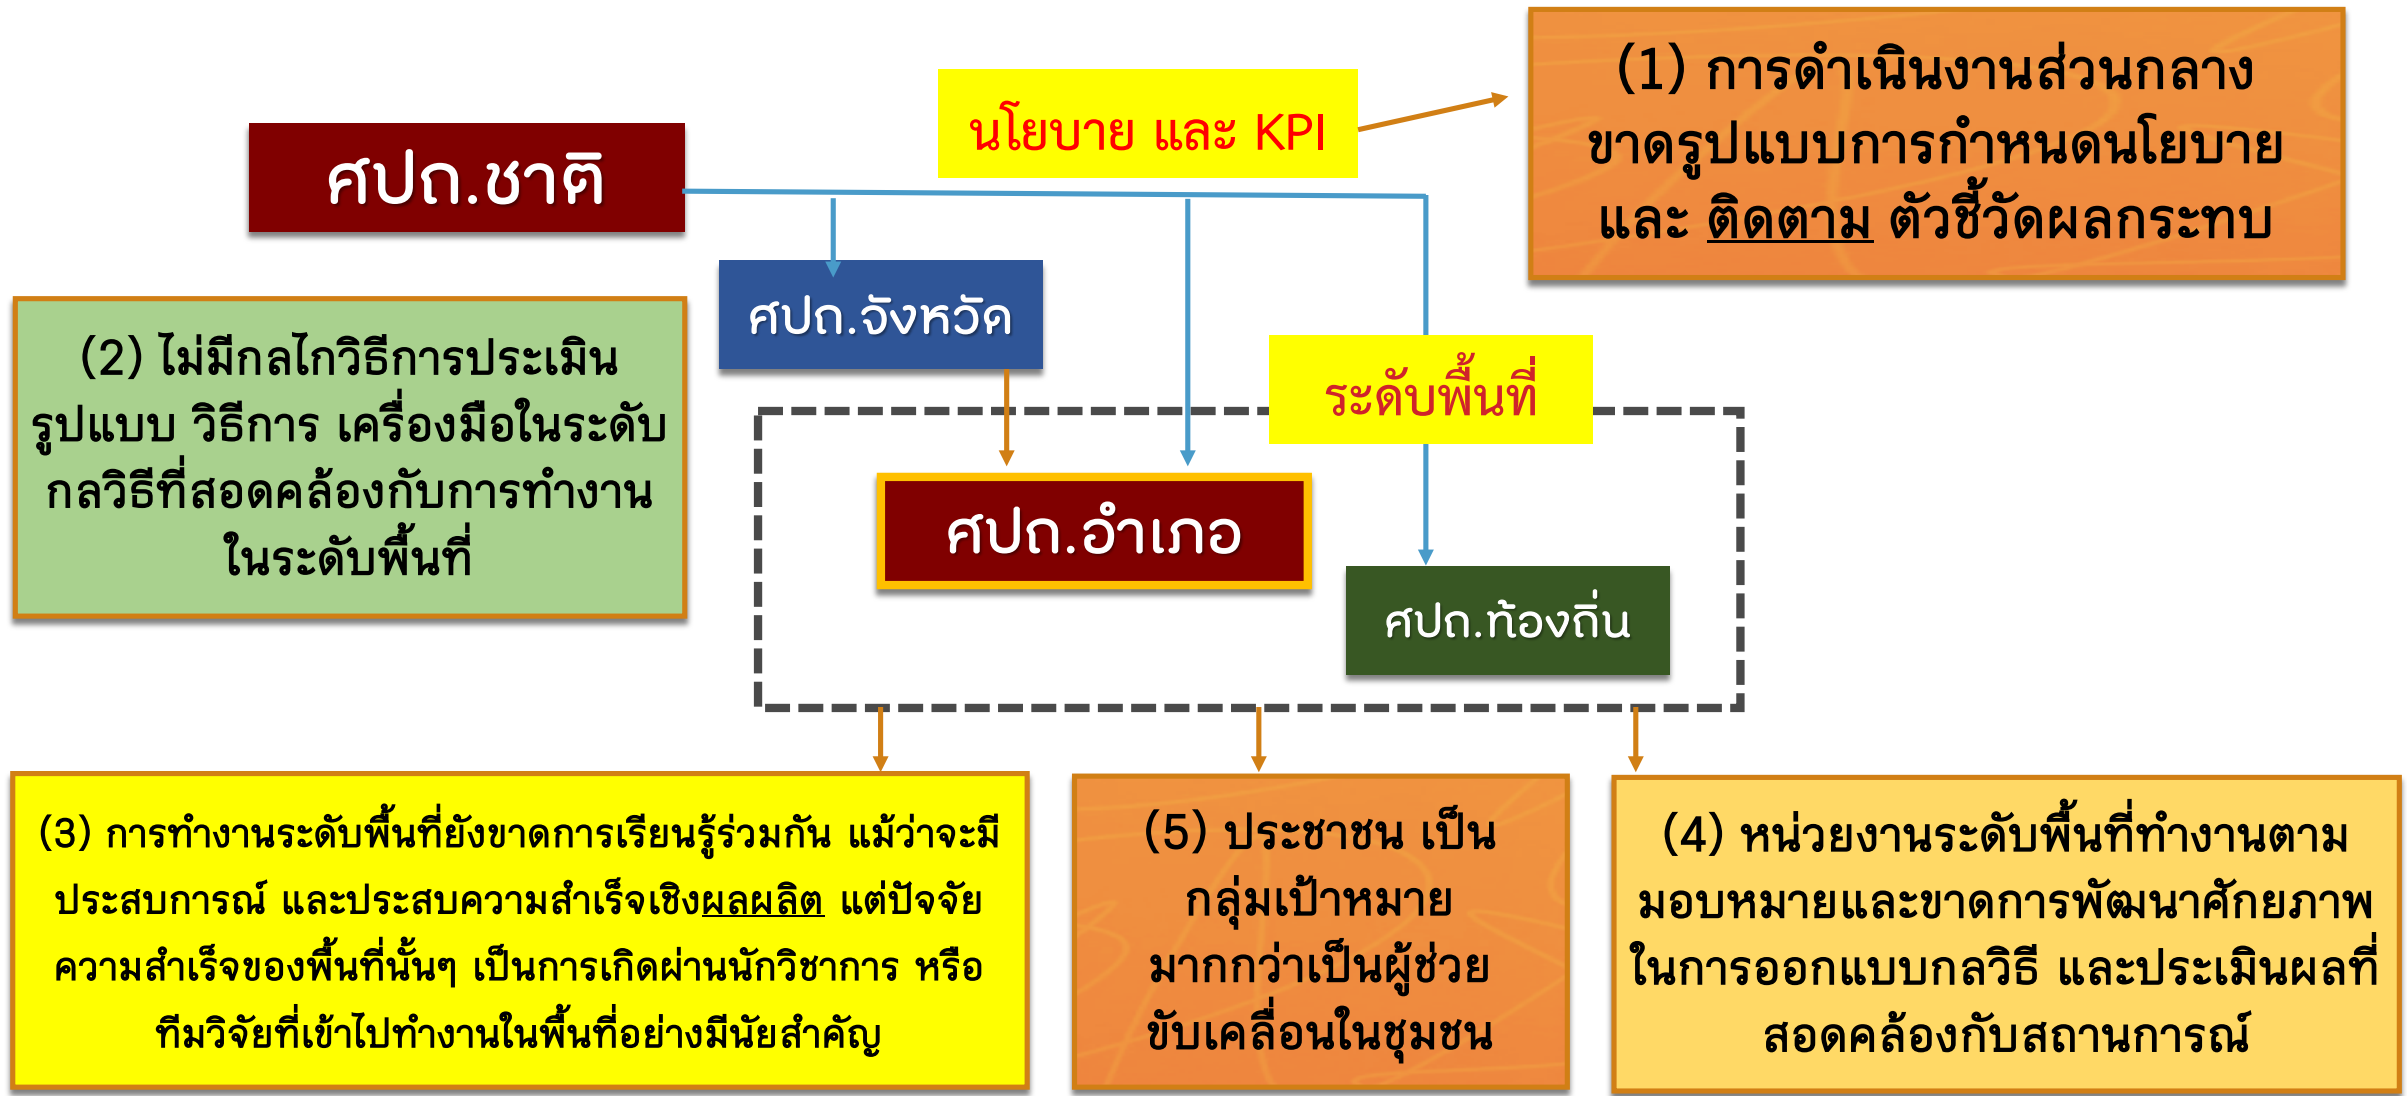 (1) การดำเนินงานส่วนกลาง
ขาดรูปแบบการกำหนดนโยบาย
และ ติดตาม ตัวชี้วัดผลกระทบ
นโยบาย และ KPI
ศปถ.ชาติ
ศปถ.จังหวัด
(2) ไม่มีกลไกวิธีการประเมิน
รูปแบบ วิธีการ เครื่องมือในระดับ
กลวิธีที่สอดคล้องกับการทำงาน
ในระดับพื้นที่
ระดับพื้นที่
ศปถ.อำเภอ
ศปถ.ท้องถิ่น
(3) การทำงานระดับพื้นที่ยังขาดการเรียนรู้ร่วมกัน แม้ว่าจะมี
ประสบการณ์ และประสบความสำเร็จเชิงผลผลิต แต่ปัจจัย
ความสำเร็จของพื้นที่นั้นๆ เป็นการเกิดผ่านนักวิชาการ หรือ
ทีมวิจัยที่เข้าไปทำงานในพื้นที่อย่างมีนัยสำคัญ
(5) ประชาชน เป็น
กลุ่มเป้าหมาย
มากกว่าเป็นผู้ช่วย
ขับเคลื่อนในชุมชน
(4) หน่วยงานระดับพื้นที่ทำงานตาม
มอบหมายและขาดการพัฒนาศักยภาพ
ในการออกแบบกลวิธี และประเมินผลที่
สอดคล้องกับสถานการณ์